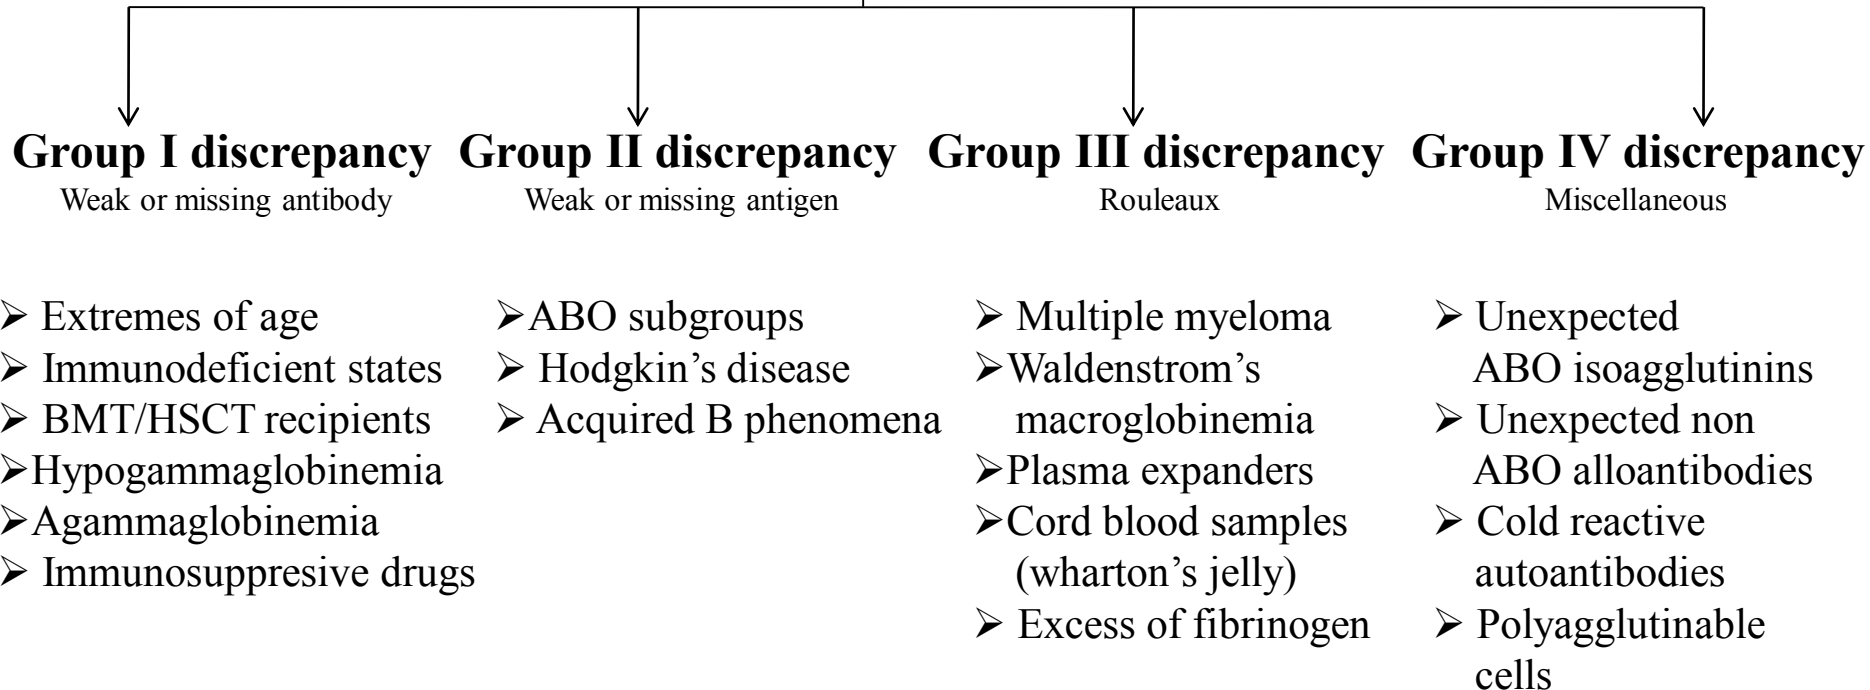 Group I discrepancy
Weak or missing antibody
➢ Extremes of age
➢ Immunodeficient states
➢ BMT/HSCT recipients
➢Hypogammaglobinemia
➢Agammaglobinemia
➢ Immunosuppresive drugs
Group II discrepancy
Weak or missing antigen
➢ABO subgroups
➢ Hodgkin’s disease
➢ Acquired B phenomena
Group III discrepancy
Rouleaux
➢ Multiple myeloma
➢Waldenstrom’s
macroglobinemia
➢Plasma expanders
➢Cord blood samples
(wharton’s jelly)
➢ Excess of fibrinogen
Group IV discrepancy
Miscellaneous
➢ Unexpected
ABO isoagglutinins
➢ Unexpected non
ABO alloantibodies
➢ Cold reactive
autoantibodies
➢ Polyagglutinable
cells